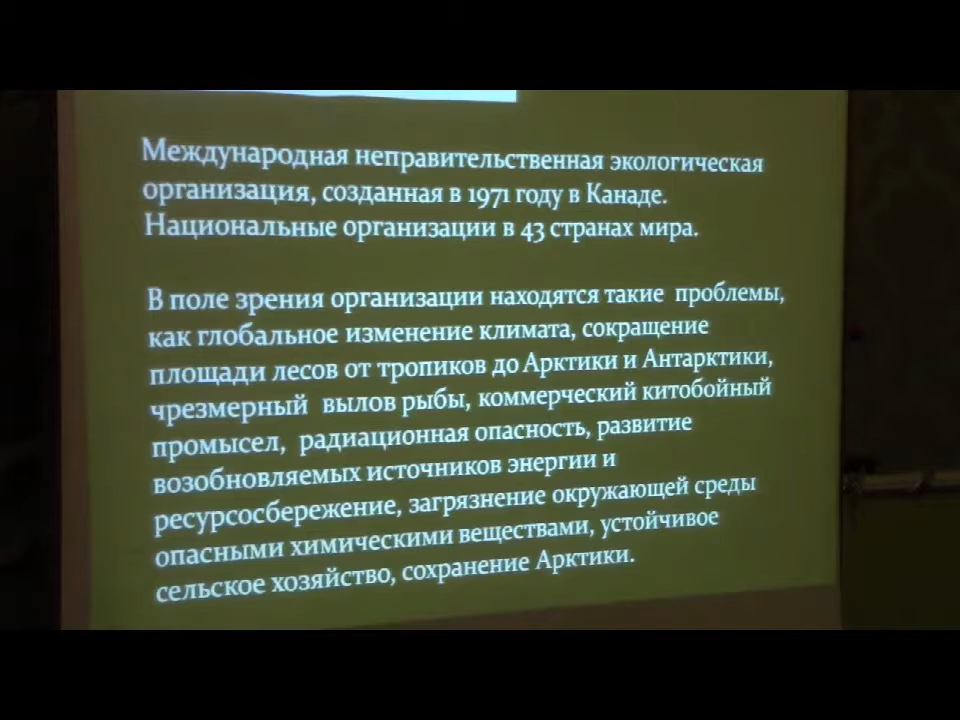 Международная неправительственная экологическая
организация, созданная в 1971 году в Канаде.
Национальные организации в 43 странах мира.
В поле зрения организации находятся такие проблемы,
как глобальное изменение климата, сокращение
площади лесов от тропиков до Арктики и Антарктики,
чрезмерный вылов рыбы, коммерческий китобойный
промысел, радиационная опасность, развитие
возобновляемых источников энергии и
ресурсосбережение, загрязнение окружающей среды
опасными химическими веществами, устойчивое
сельское хозяйство, сохранение Арктики.